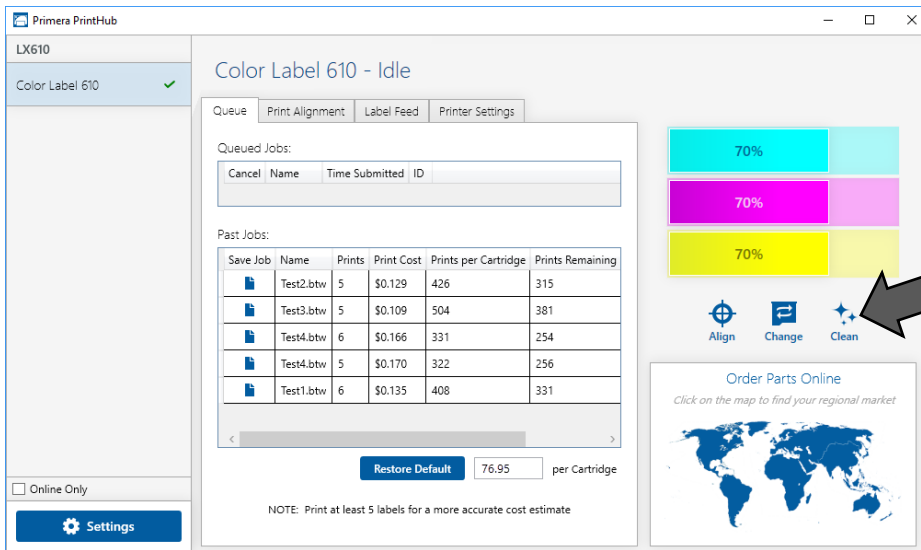 Primera PrintHub
LX610
Color Label 610
Color Label 610 - Idle
Queue Print Alignment Label Feed Printer Settings
Queued Jobs:
Cancel Name Time Submitted ID
Past Jobs:
Save Job Name Prints Print Cost Prints per Cartridge Prints Remaining
Test2.btw 5 $0.129 426 315
Test3.btw 5 $0.109 504 381
Test4.btw 6 $0.166 331 254
Test4.btw 5 $0.170 322 256
Test1.btw 6 $0.135 408 331
Restore Default 76.95 per Cartridge
NOTE: Print at least 5 labels for a more accurate cost estimate
70%
70%
70%
Align Change Clean
Order Parts Online
Click on the map to find your regional market
Online Only
Settings